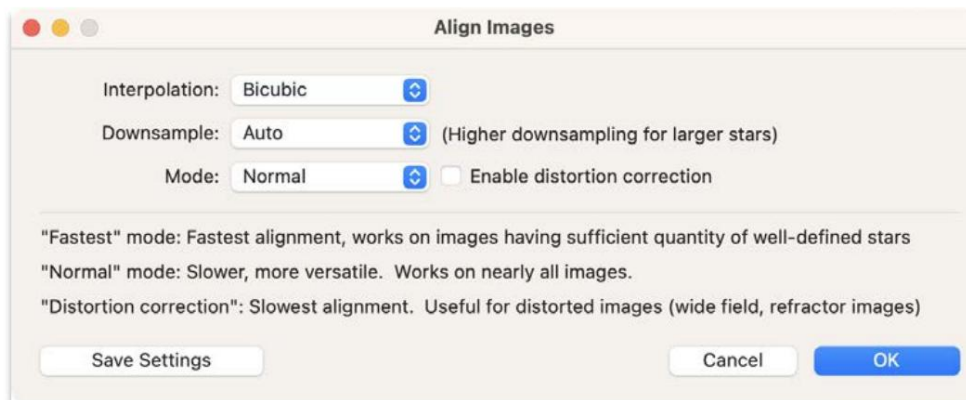 Align Images
Interpolation: Bicubic
Downsample: Auto (Higher downsampling for larger stars)
Mode: Normal Enable distortion correction
"Fastest" mode: Fastest alignment, works on images having sufficient quantity of well-defined stars
"Normal" mode: Slower, more versatile. Works on nearly all images.
"Distortion correction": Slowest alignment. Useful for distorted images (wide field, refractor images)
Save Settings Cancel OK